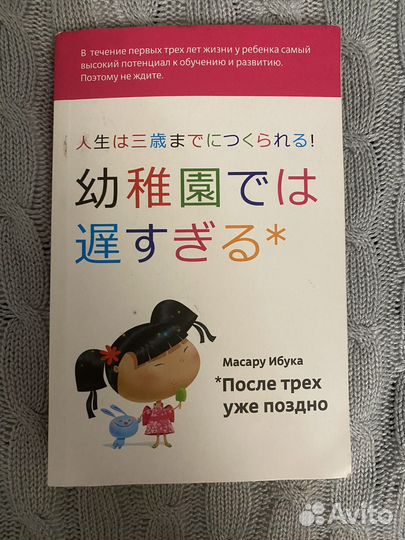 В течение первых трех лет жизни у ребенка самый
высокий потенциал к обучению и развитию.
Поэтому не ждите.
人生は三歳までにつくられる!
幼稚園では
遅すぎる*
Масару Ибука
*После трех
уже поздно
Avito